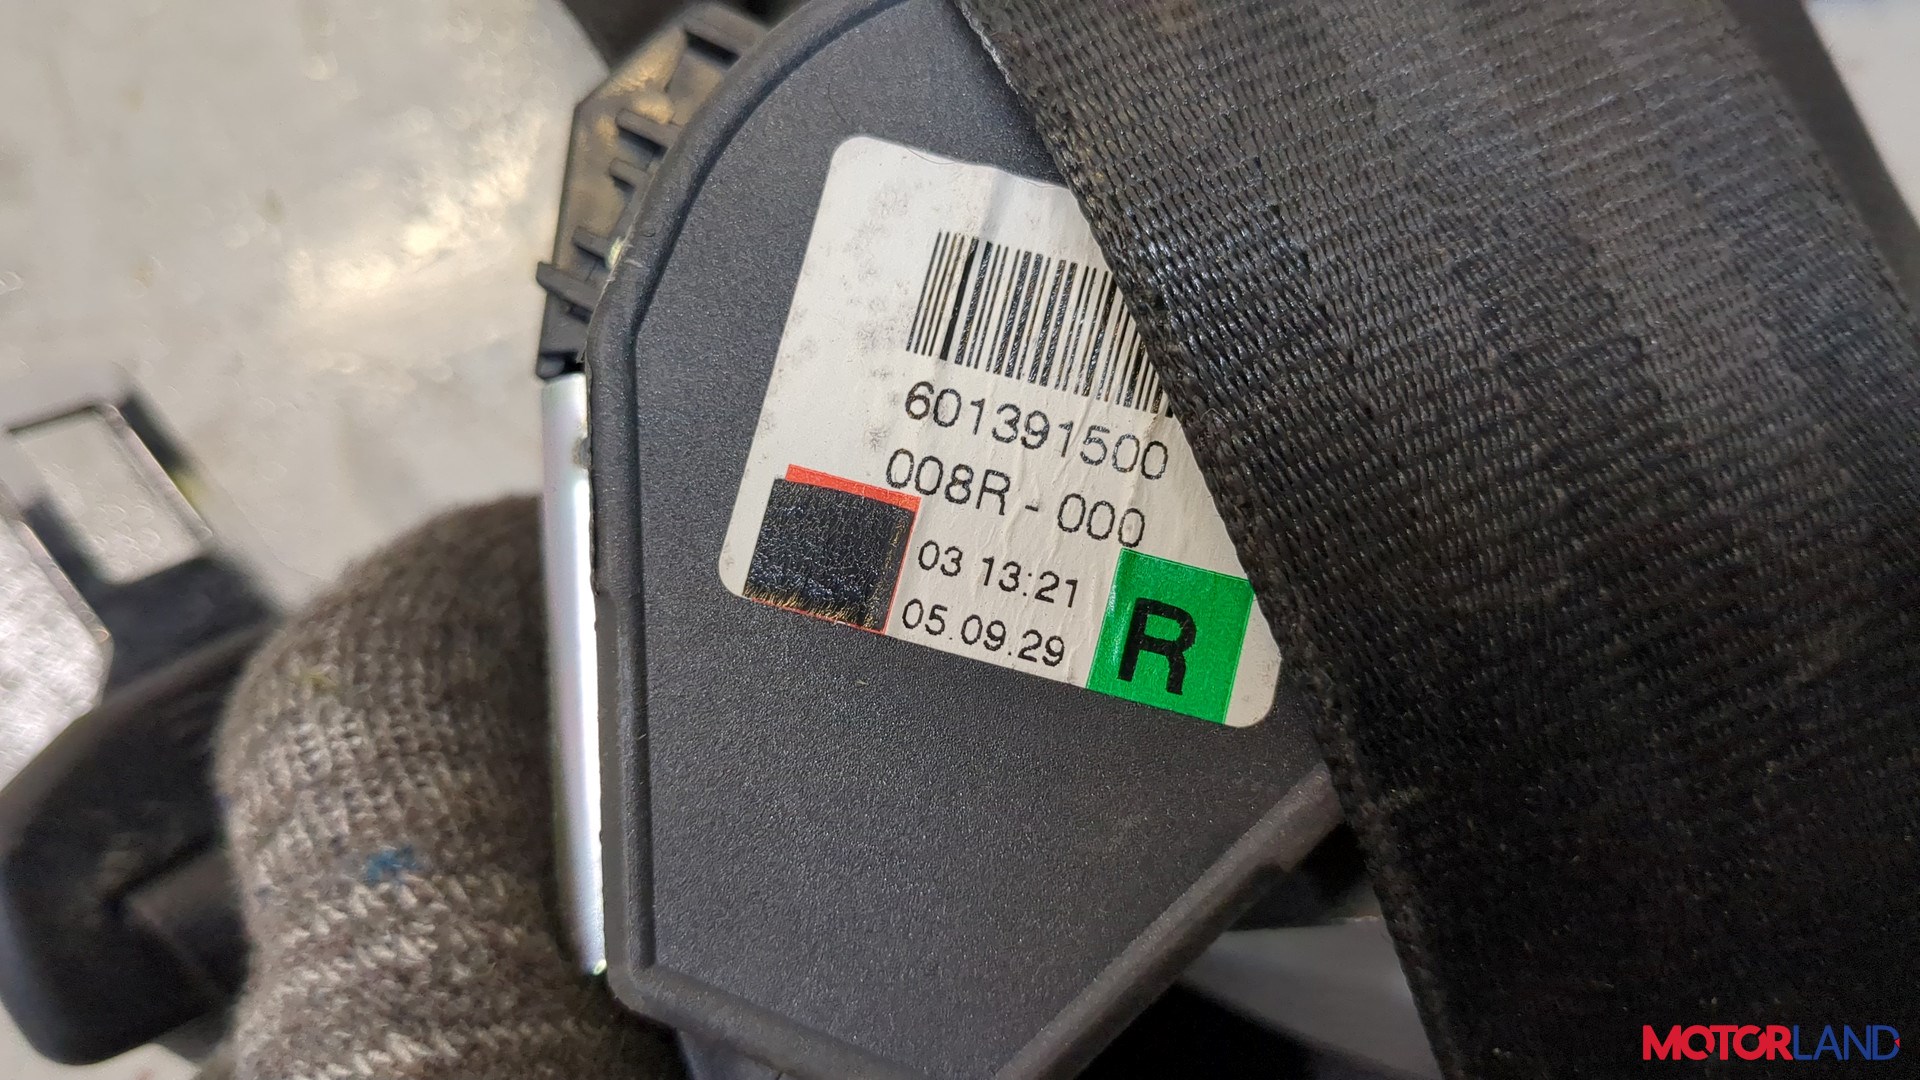 601391500
008R - 000
03 13:21
05.09.29
R
MOTORLAND